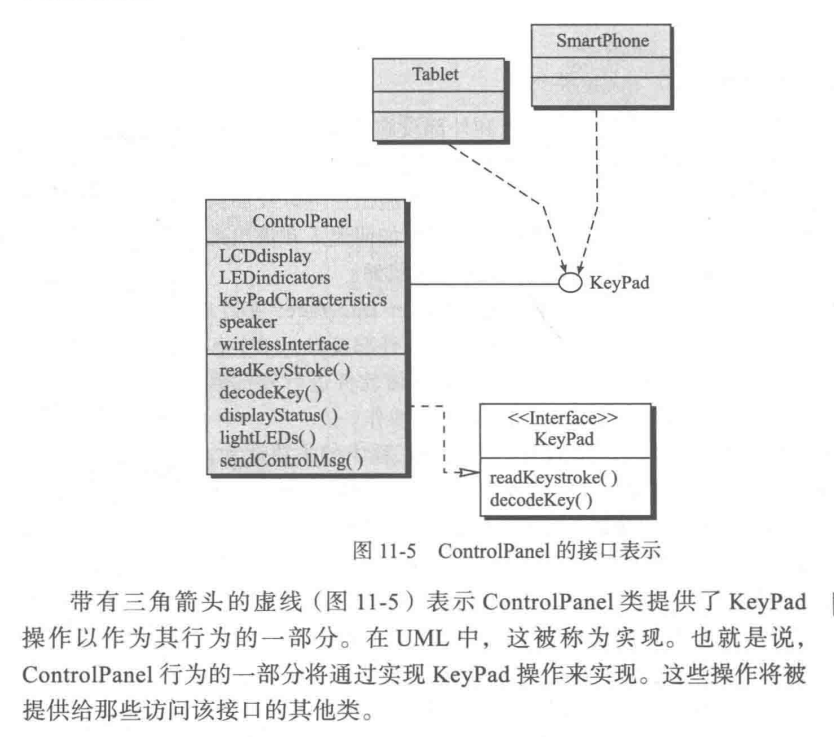 SmartPhone
Tablet
ControlPanel
LCDdisplay
LEDindicators
keyPadCharacteristics
speaker
wirelessInterface
readKeyStroke( )
decodeKey( )
displayStatus( )
lightLEDs( )
sendControlMsg( )
KeyPad
<<Interface>>
KeyPad
readKeystroke( )
decodeKey( )
图 11-5 ControlPanel 的接口表示
带有三角箭头的虚线（图 11-5）表示 ControlPanel 类提供了 KeyPad
操作以作为其行为的一部分。在 UML 中，这被称为实现。也就是说，
ControlPanel 行为的一部分将通过实现 KeyPad 操作来实现。这些操作将被
提供给那些访问该接口的其他类。